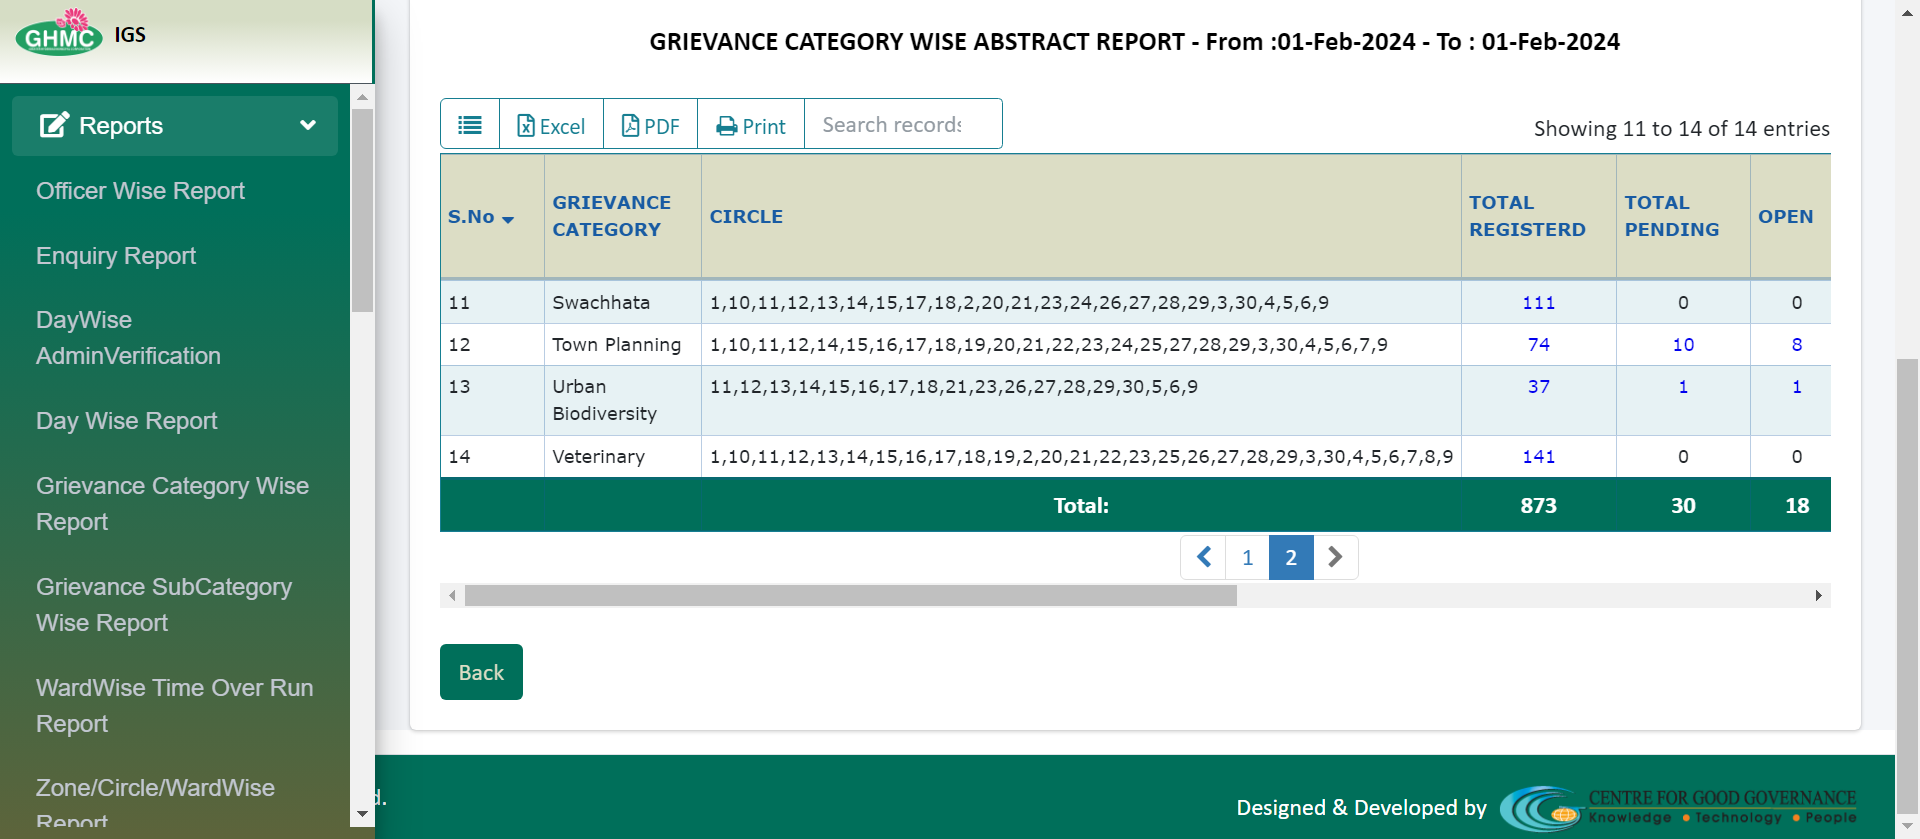 GHMC
IGS
Reports
Officer Wise Report
Enquiry Report
DayWise
AdminVerification
Day Wise Report
Grievance Category Wise
Report
Grievance SubCategory
Wise Report
WardWise Time Over Run
Report
Zone/Circle/WardWise
Report
GRIEVANCE CATEGORY WISE ABSTRACT REPORT - From :01-Feb-2024 - To : 01-Feb-2024
Excel PDF Print Search records
Showing 11 to 14 of 14 entries
S.No GRIEVANCE CATEGORY CIRCLE TOTAL REGISTERD TOTAL PENDING OPEN
11 Swachhata 1,10,11,12,13,14,15,17,18,2,20,21,23,24,26,27,28,29,3,30,4,5,6,9 111 0 0
12 Town Planning 1,10,11,12,14,15,16,17,18,19,20,21,22,23,24,25,27,28,29,3,30,4,5,6,7,9 74 10 8
13 Urban Biodiversity 11,12,13,14,15,16,17,18,21,23,26,27,28,29,30,5,6,9 37 1 1
14 Veterinary 1,10,11,12,13,14,15,16,17,18,19,2,20,21,22,23,25,26,27,28,29,3,30,4,5,6,7,8,9 141 0 0
Total: 873 30 18
1 2
Back
d.
Designed & Developed by
CENTRE FOR GOOD GOVERNANCE
Knowledge Technology People